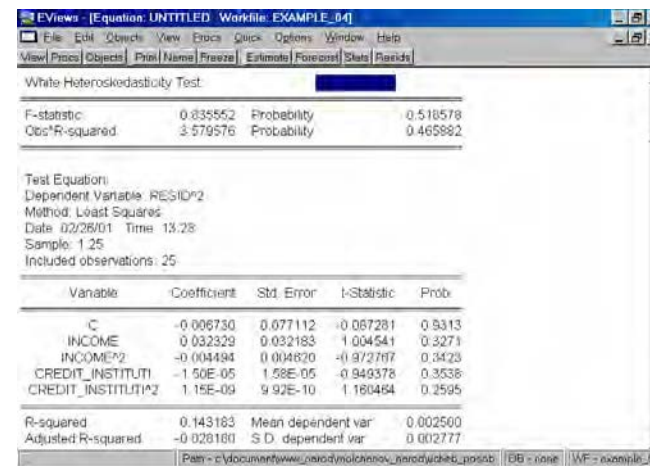 EViews - [Equation: UNTITLED Workfile: EXAMPLE_04]
File Edit Objects View Procs Quick Options Window Help
View Procs Objects Print Name Freeze Estimate Forecast Stats Resids
White Heteroskedasticity Test:
F-statistic 0.835552 Probability 0.518578
Obs*R-squared 3.579576 Probability 0.465882
Test Equation:
Dependent Variable: RESID^2
Method: Least Squares
Date: 02/26/01 Time: 13:28
Sample: 1 25
Included observations: 25
Variable Coefficient Std. Error t-Statistic Prob.
C -0.006730 0.077112 -0.087281 0.9313
INCOME 0.032329 0.032183 1.004541 0.3271
INCOME^2 -0.004494 0.004620 -0.972767 0.3423
CREDIT_INSTITUTI -1.50E-05 1.58E-05 -0.949378 0.3538
CREDIT_INSTITUTI^2 1.15E-09 9.92E-10 1.160464 0.2595
R-squared 0.143183 Mean dependent var 0.002500
Adjusted R-squared -0.028180 S.D. dependent var 0.002777
DB = none WF = example_